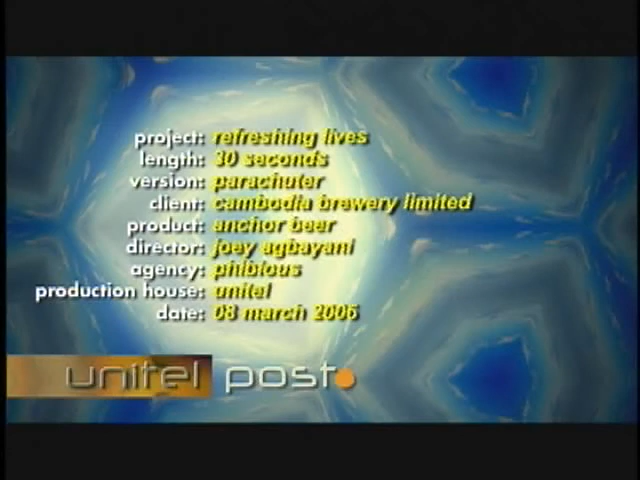 project: refreshing lives
length: 30 seconds
version: parachuter
client: cambodia brewery limited
product: anchor beer
director: joey agbayani
agency: phibious
production house: unitel
date: 08 march 2006
unitel post.